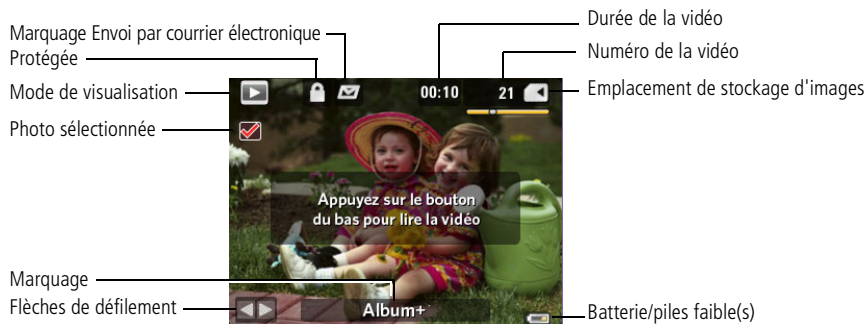 Marquage Envoi par courrier électronique
Protégée
Mode de visualisation
Photo sélectionnée
Durée de la vidéo
Numéro de la vidéo
Emplacement de stockage d'images
00:10
21
Appuyez sur le bouton
du bas pour lire la vidéo
Marquage
Flèches de défilement
Album+
Batterie/piles faible(s)